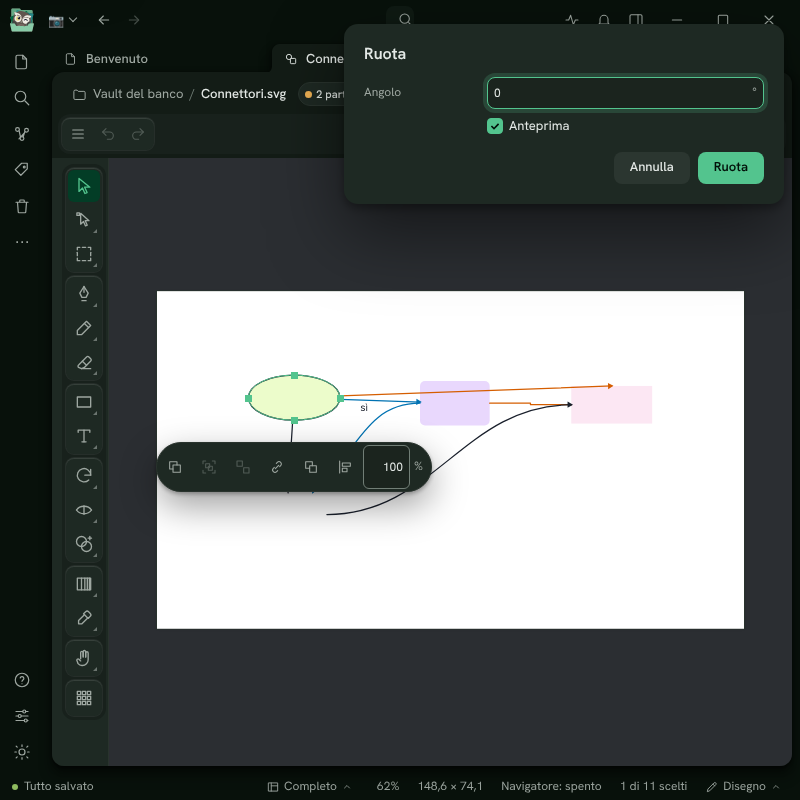 Benvenuto
Conne
Vault del banco / Connettori.svg
2 part
Ruota
Angolo
0
°
Anteprima
Annulla
Ruota
sì
100
%
Tutto salvato
Completo
62%
148,6 × 74,1
Navigatore: spento
1 di 11 scelti
Disegno